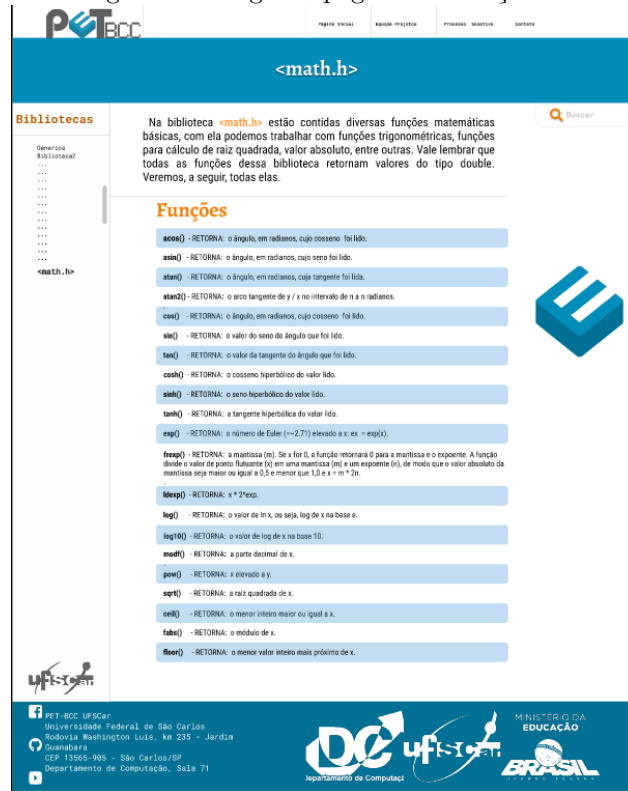 PETBCC
Página Inicial Equipe Projetos Processo Seletivo Contato
<math.h>
Bibliotecas
Generica
Biblioteca2
...
...
...
...
...
...
...
...
...
...
...
...
<math.h>
Na biblioteca <math.h> estão contidas diversas funções matemáticas
básicas, com ela podemos trabalhar com funções trigonométricas, funções
para cálculo de raiz quadrada, valor absoluto, entre outras. Vale lembrar que
todas as funções dessa biblioteca retornam valores do tipo double.
Veremos, a seguir, todas elas.
Buscar
Funções
acos() - RETORNA: o ângulo, em radianos, cujo cosseno foi lido.
asin() - RETORNA: o ângulo, em radianos, cujo seno foi lido.
atan() - RETORNA: o ângulo, em radianos, cuja tangente foi lida.
atan2() - RETORNA: o arco tangente de y / x no intervalo de π a π radianos.
cos() - RETORNA: o ângulo, em radianos, cujo cosseno foi lido.
sin() - RETORNA: o valor do seno do ângulo que foi lido.
tan() - RETORNA: o valor da tangente do ângulo que foi lido.
cosh() - RETORNA: o cosseno hiperbólico do valor lido.
sinh() - RETORNA: o seno hiperbólico do valor lido.
tanh() - RETORNA: a tangente hiperbólica do valor lido.
exp() - RETORNA: o número de Euler (=~2.71) elevado a x: ex = exp(x).
frexp() - RETORNA: a mantissa (m). Se x for 0, a função retornará 0 para a mantissa e o expoente. A função
divide o valor de ponto flutuante (x) em uma mantissa (m) e um expoente (n), de modo que o valor absoluto da
mantissa seja maior ou igual a 0,5 e menor que 1,0 e x = m * 2n.
ldexp() - RETORNA: x * 2^exp.
log() - RETORNA: o valor de ln x, ou seja, log de x na base e.
log10() - RETORNA: o valor de log de x na base 10.
modf() - RETORNA: a parte decimal de x.
pow() - RETORNA: x elevado a y.
sqrt() - RETORNA: a raiz quadrada de x.
ceil() - RETORNA: o menor inteiro maior ou igual a x.
fabs() - RETORNA: o módulo de x.
floor() - RETORNA: o menor valor inteiro mais próximo de x.
ufscar
PET-BCC UFSCar
Universidade Federal de São Carlos
Rodovia Washington Luis, km 235 - Jardim
Guanabara
CEP 13565-905 - São Carlos/SP
Departamento de Computação, Sala 71
DC
Departamento de Computaçã
ufscar
MINISTÉRIO DA
EDUCAÇÃO
BRASIL
GOVERNO FEDERAL